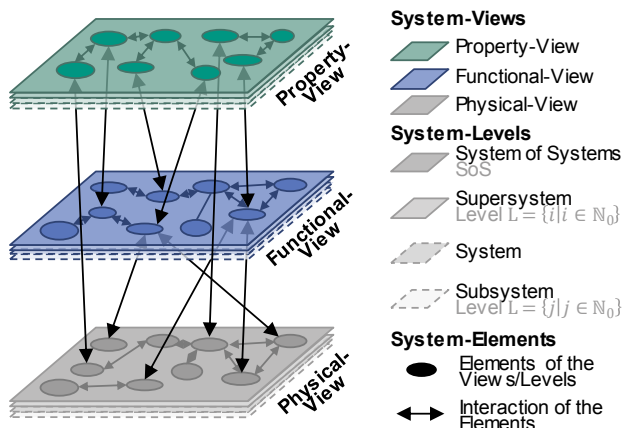 System-Views
Property-View
Functional-View
Physical-View
System-Levels
System of Systems
SoS
Supersystem
Level L = {i|i ∈ ℕ₀}
System
Subsystem
Level L = {j|j ∈ ℕ₀}
System-Elements
Elements of the
Views/Levels
Interaction of the
Elements
Property-
View
Functional-
View
Physical-
View